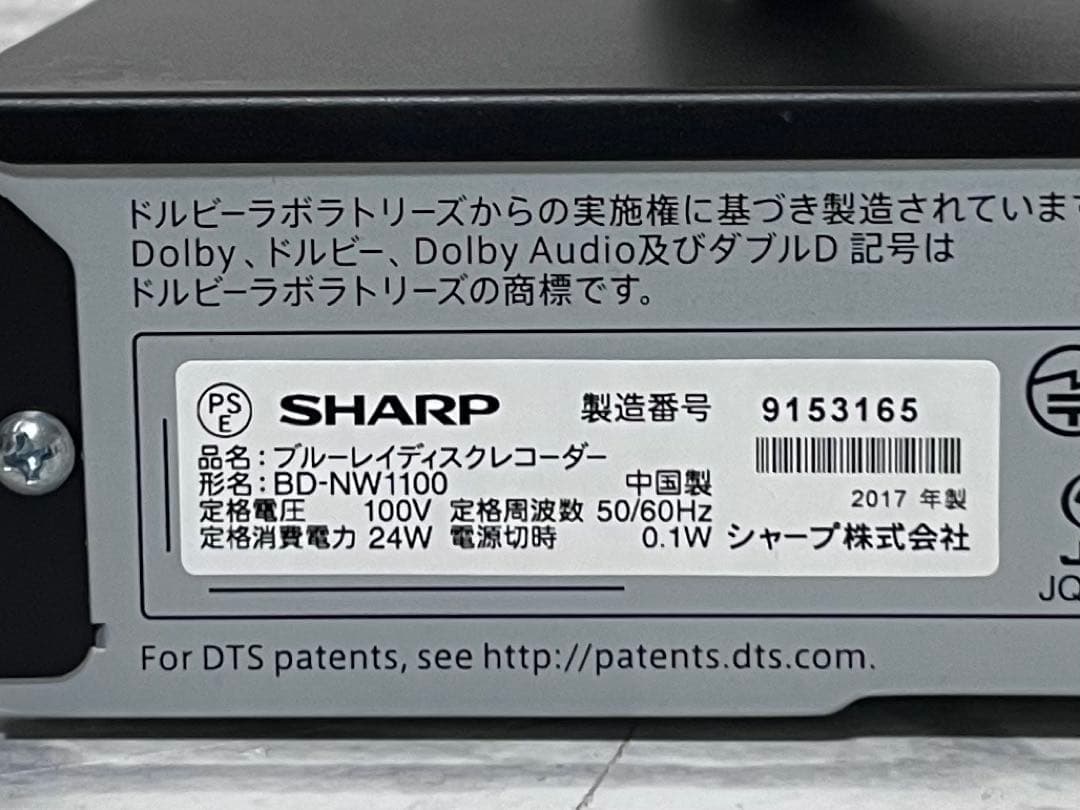 ドルビーラボラトリーズからの実施権に基づき製造されています
Dolby、ドルビー、Dolby Audio及びダブルD 記号は
ドルビーラボラトリーズの商標です。
PS
E
SHARP 製造番号 9153165
品名：ブルーレイディスクレコーダー
形名：BD-NW1100 中国製
2017 年製
定格電圧 100V 定格周波数 50/60Hz
定格消費電力 24W 電源切時 0.1W シャープ株式会社
JQ
For DTS patents, see http://patents.dts.com.